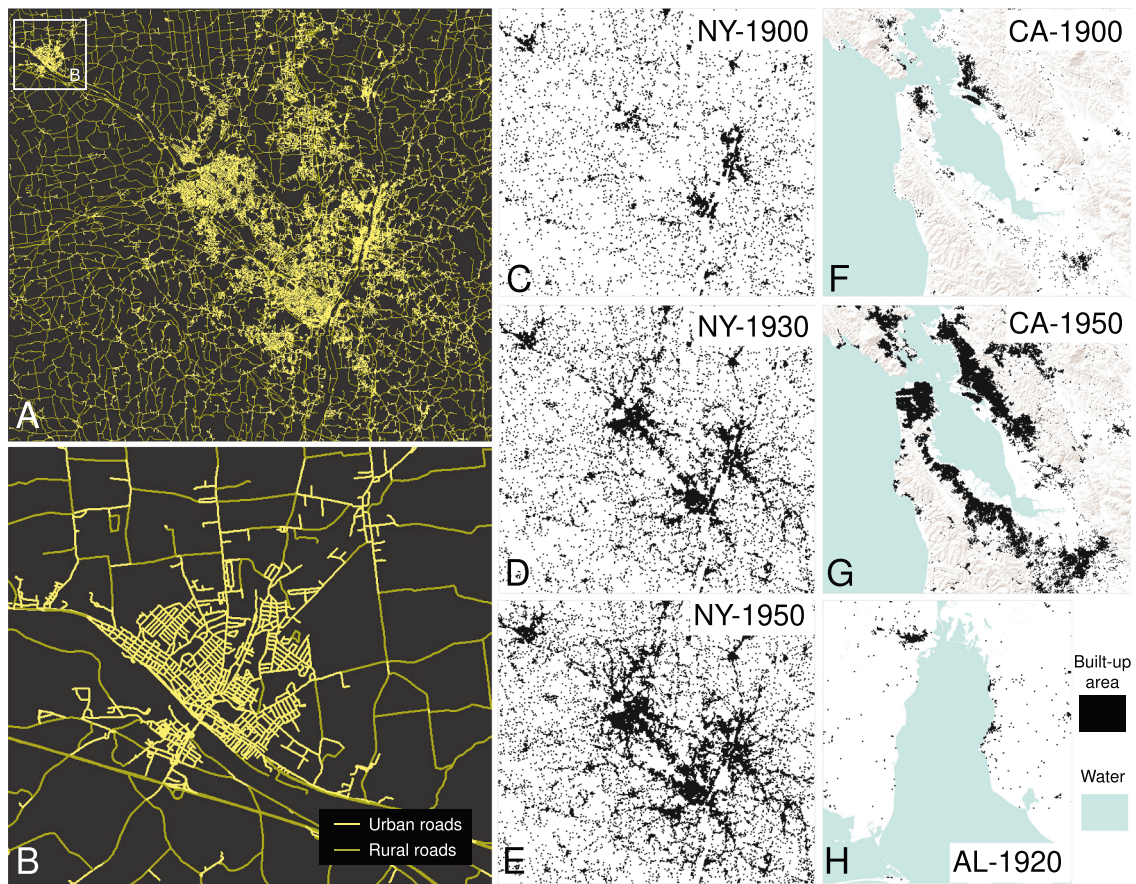 B
A
Urban roads
Rural roads
B
NY-1900
C
NY-1930
D
NY-1950
E
CA-1900
F
CA-1950
G
AL-1920
H
Built-up
area
Water